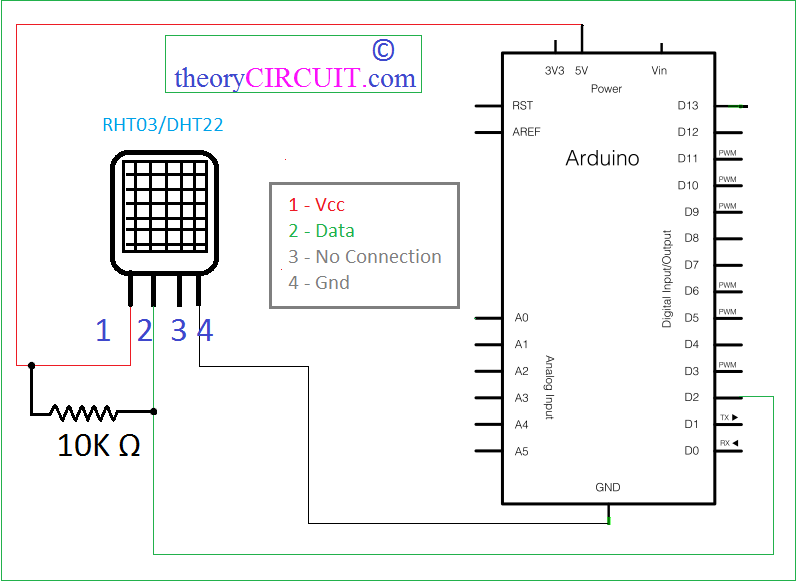 ©
theoryCIRCUIT.com
RHT03/DHT22
1 - Vcc
2 - Data
3 - No Connection
4 - Gnd
1 2 3 4
10K Ω
3V3 5V Vin
Power
Arduino
RST
AREF
A0
A1
A2
A3
A4
A5
Analog Input
D13
D12
D11 PWM
D10 PWM
D9 PWM
D8
D7
D6 PWM
D5 PWM
D4
D3 PWM
D2
D1 TX ▶
D0 RX ◀
Digital Input/Output
GND